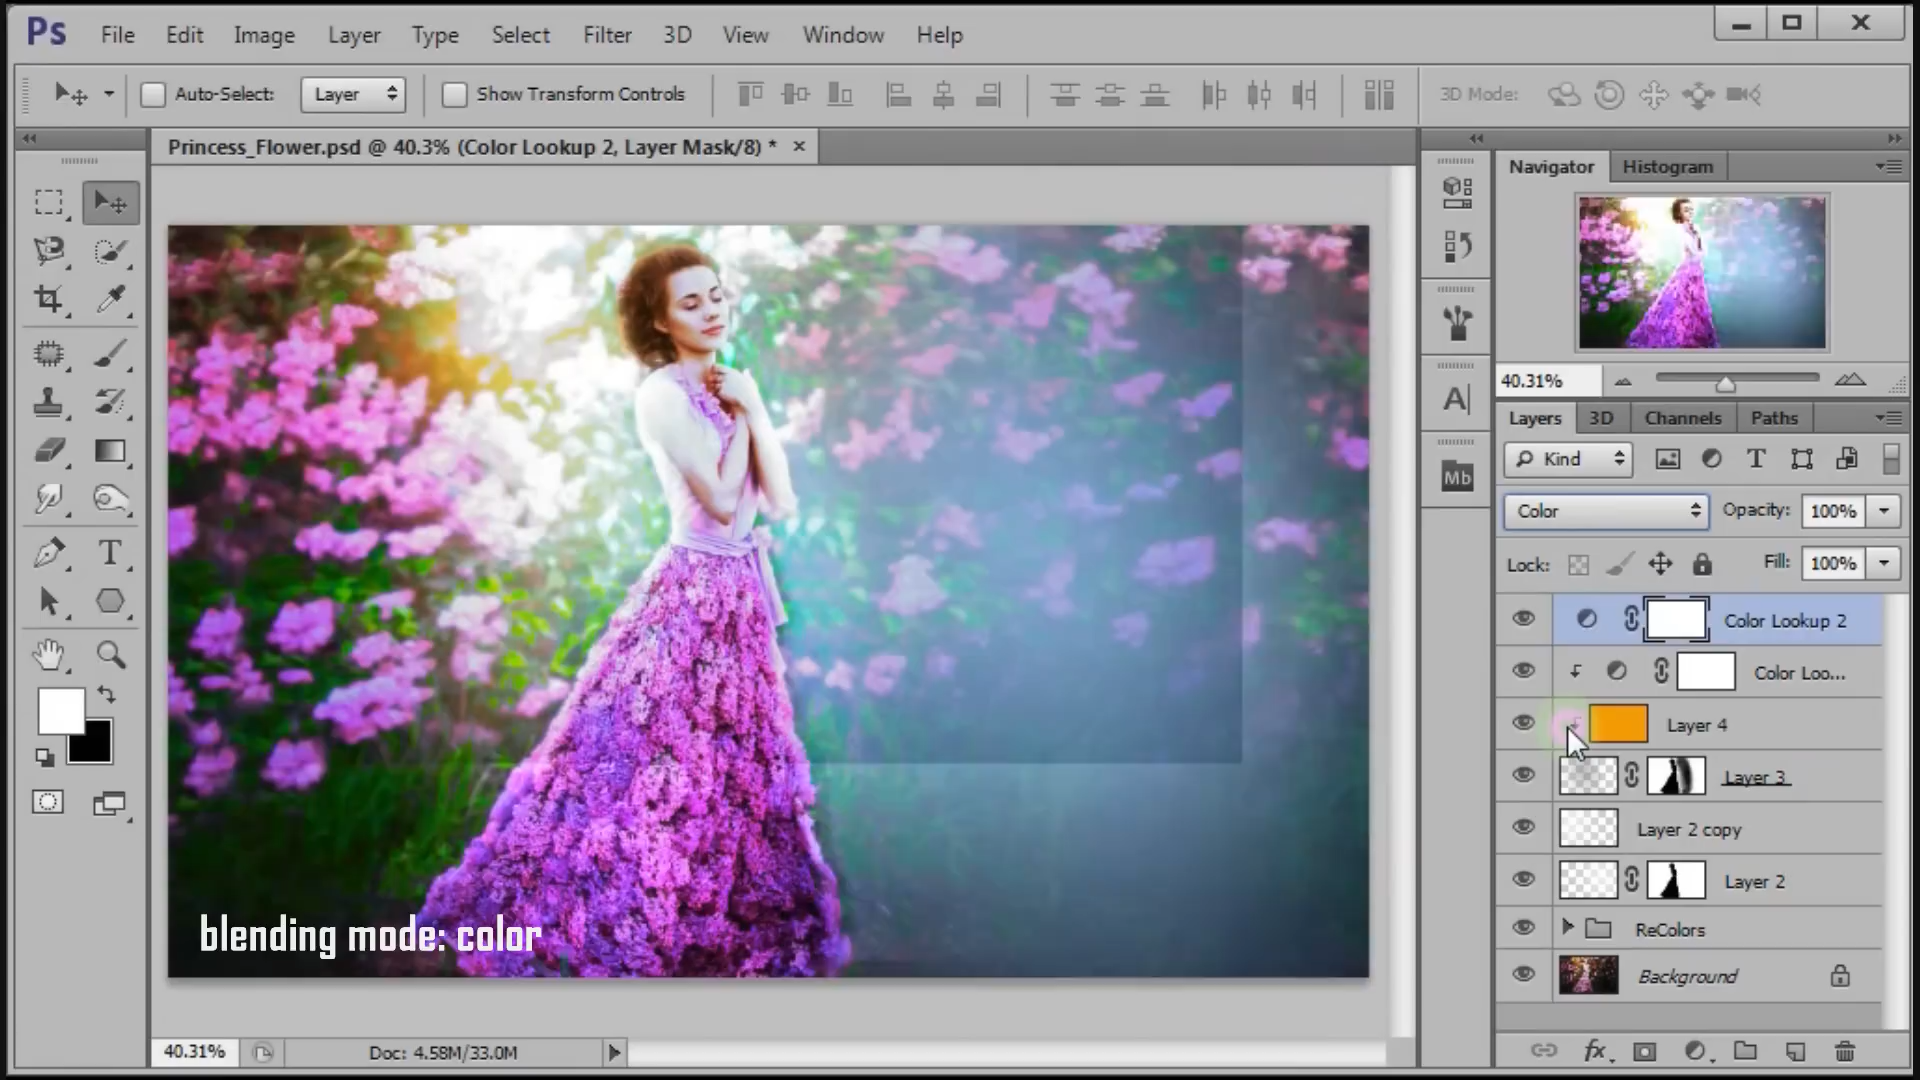 Ps File Edit Image Layer Type Select Filter 3D View Window Help
Auto-Select: Layer Show Transform Controls 3D Mode:
Princess_Flower.psd @ 40.3% (Color Lookup 2, Layer Mask/8) * ×
Navigator Histogram
40.31%
Layers 3D Channels Paths
Kind
Color Opacity: 100%
Lock: Fill: 100%
Color Lookup 2
Color Loo...
Layer 4
Layer 3
Layer 2 copy
Layer 2
ReColors
Background
A
Mb
T
T
fx
blending mode: color
40.31% Doc: 4.58M/33.0M